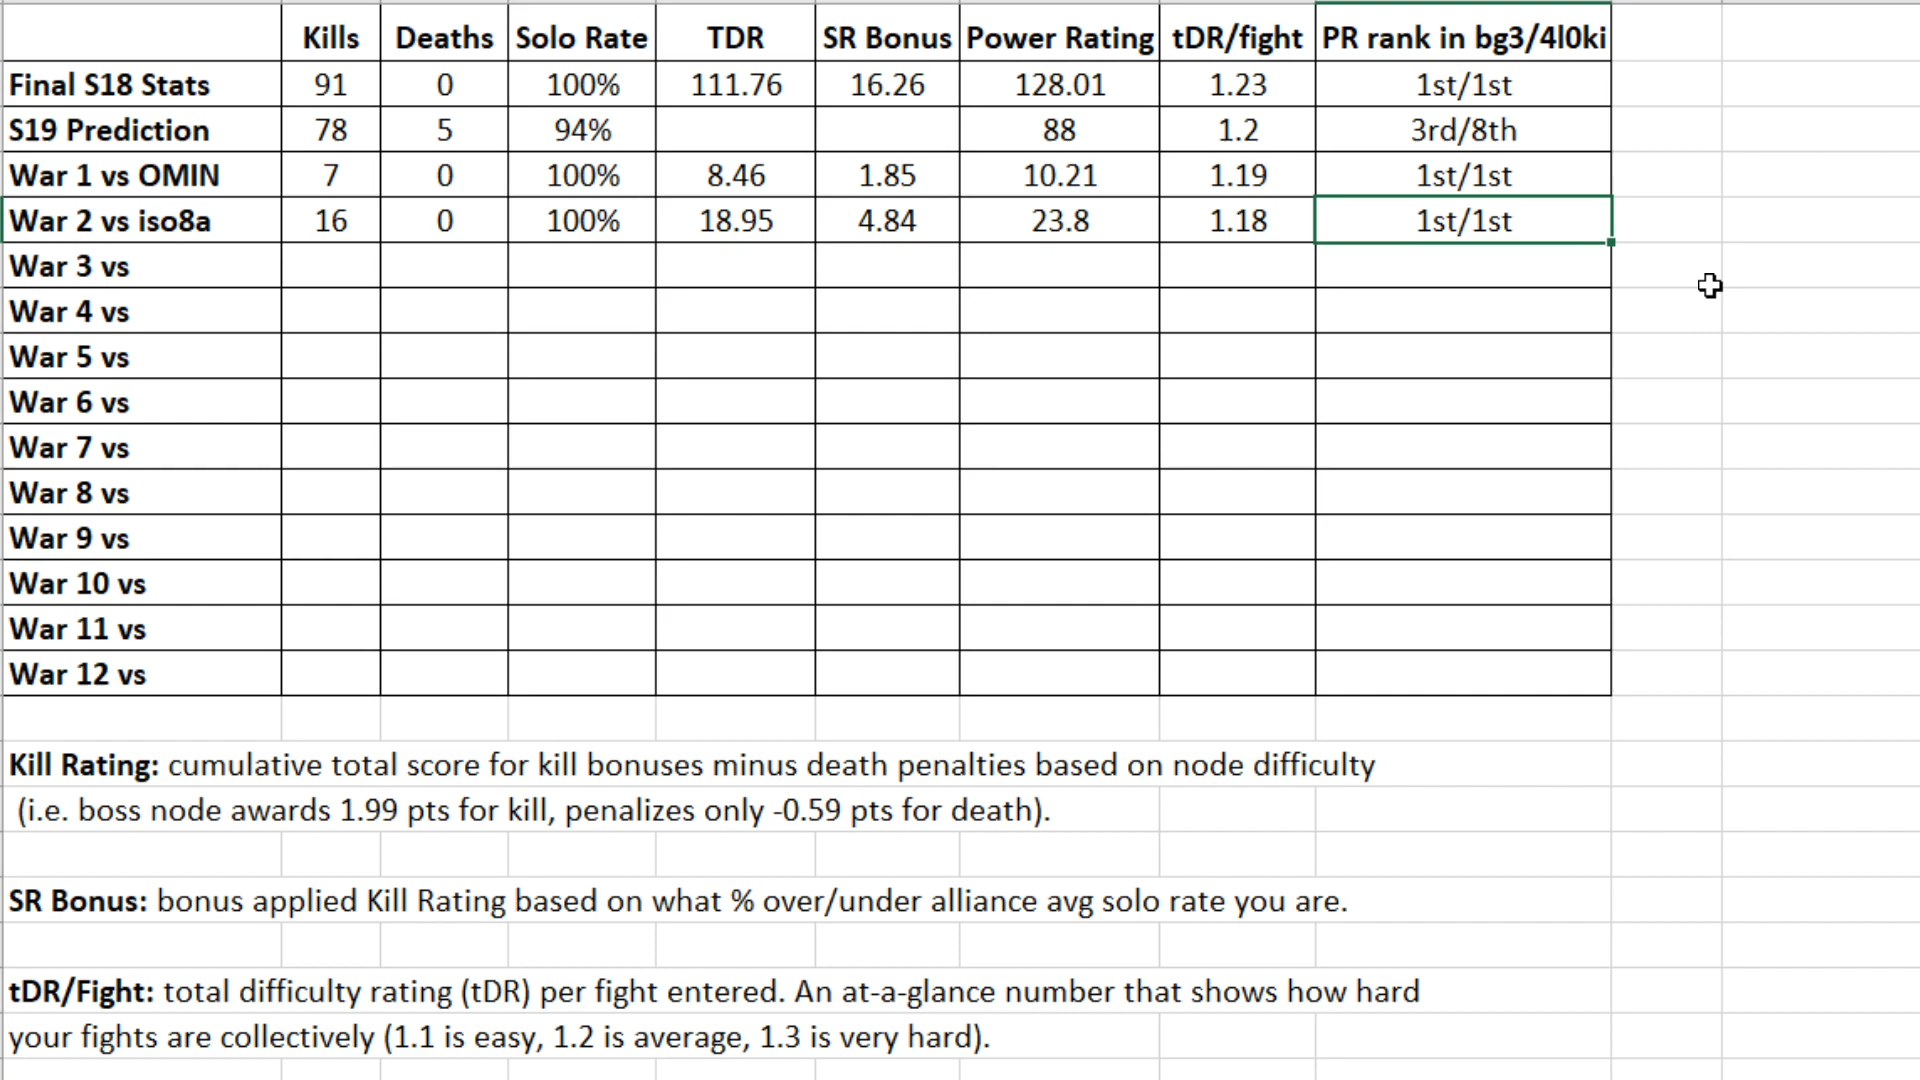 Kills Deaths Solo Rate TDR SR Bonus Power Rating tDR/fight PR rank in bg3/4l0ki
Final S18 Stats 91 0 100% 111.76 16.26 128.01 1.23 1st/1st
S19 Prediction 78 5 94% 88 1.2 3rd/8th
War 1 vs OMIN 7 0 100% 8.46 1.85 10.21 1.19 1st/1st
War 2 vs iso8a 16 0 100% 18.95 4.84 23.8 1.18 1st/1st
War 3 vs
War 4 vs
War 5 vs
War 6 vs
War 7 vs
War 8 vs
War 9 vs
War 10 vs
War 11 vs
War 12 vs
Kill Rating: cumulative total score for kill bonuses minus death penalties based on node difficulty
(i.e. boss node awards 1.99 pts for kill, penalizes only -0.59 pts for death).
SR Bonus: bonus applied Kill Rating based on what % over/under alliance avg solo rate you are.
tDR/Fight: total difficulty rating (tDR) per fight entered. An at-a-glance number that shows how hard
your fights are collectively (1.1 is easy, 1.2 is average, 1.3 is very hard).